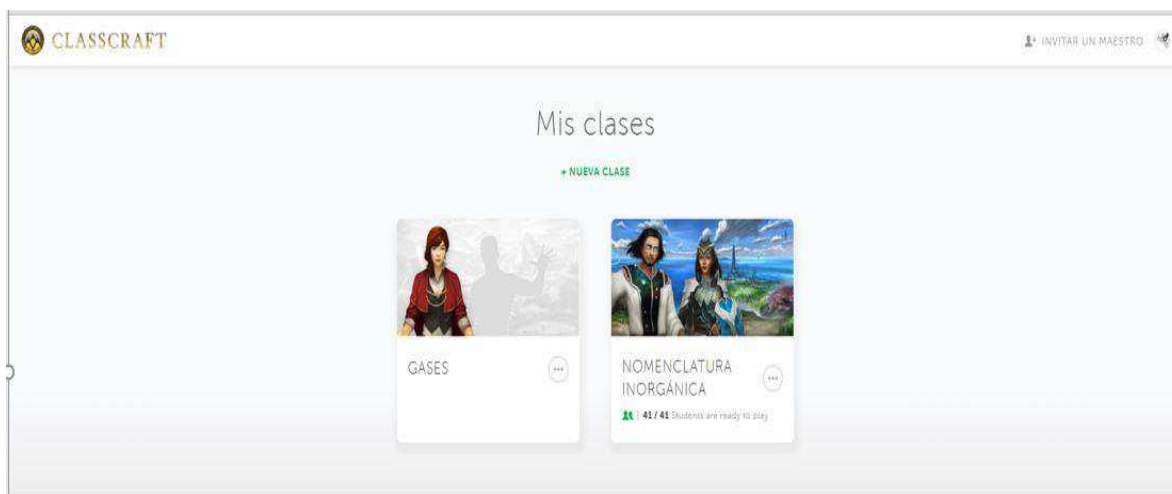 CLASSCRAFT
INVITAR UN MAESTRO
Mis clases
+ NUEVA CLASE
GASES
NOMENCLATURA
INORGÁNICA
41 / 41 Students are ready to play